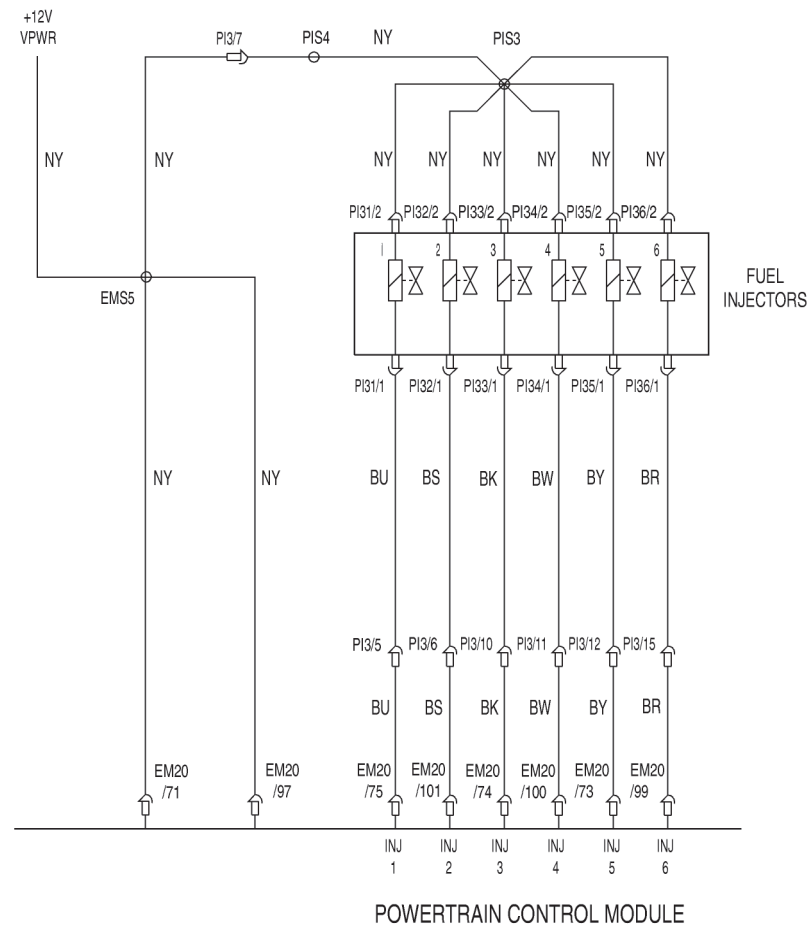 +12V
VPWR
PI3/7
PIS4
NY
PIS3
NY
NY
NY
NY
NY
NY
NY
NY
PI31/2
PI32/2
PI33/2
PI34/2
PI35/2
PI36/2
1
2
3
4
5
6
EMS5
FUEL
INJECTORS
PI31/1
PI32/1
PI33/1
PI34/1
PI35/1
PI36/1
NY
NY
BU
BS
BK
BW
BY
BR
PI3/5
PI3/6
PI3/10
PI3/11
PI3/12
PI3/15
BU
BS
BK
BW
BY
BR
EM20
/71
EM20
/97
EM20
/75
EM20
/101
EM20
/74
EM20
/100
EM20
/73
EM20
/99
INJ
1
INJ
2
INJ
3
INJ
4
INJ
5
INJ
6
POWERTRAIN CONTROL MODULE